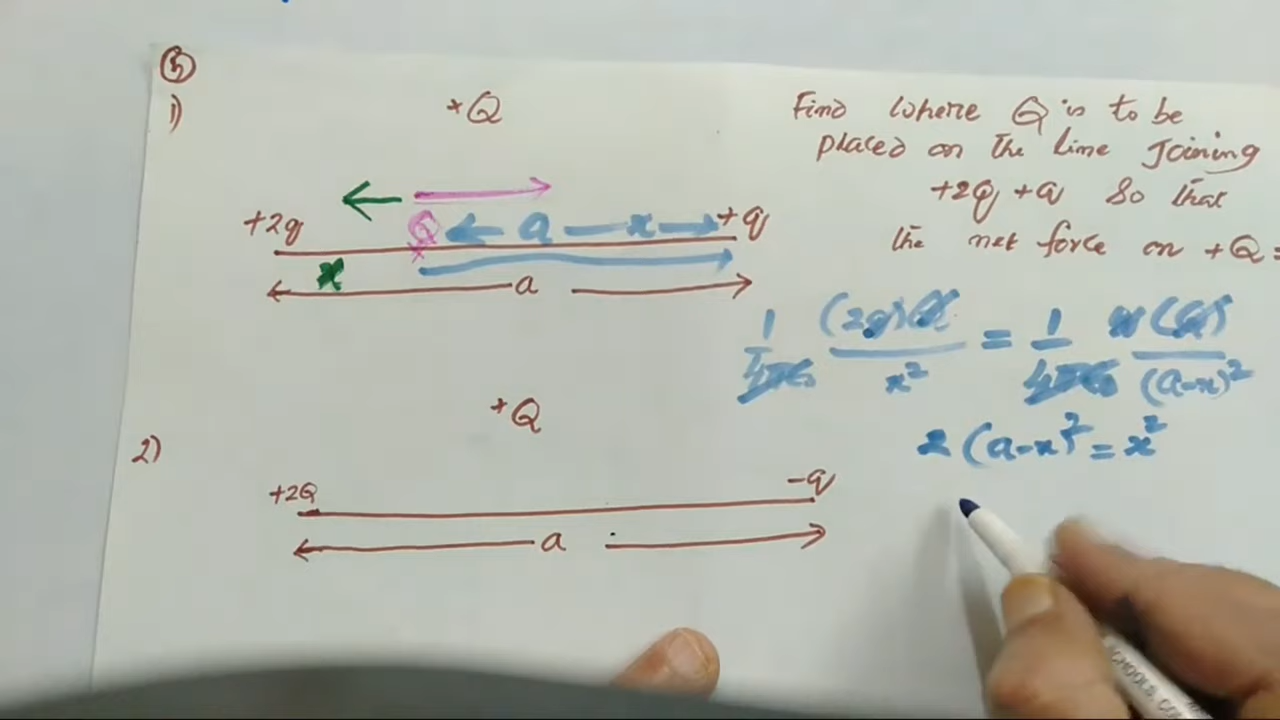 3
1)
+Q
+2q Q a — x +q
x a
Find where Q is to be
placed on the line Joining
+2q +q So that
the net force on +Q =
1/4πε₀ (2q)Q/x² = 1/4πε₀ q(Q)/(a-x)²
2(a-x)² = x²
+Q
2)
+2Q -q
a